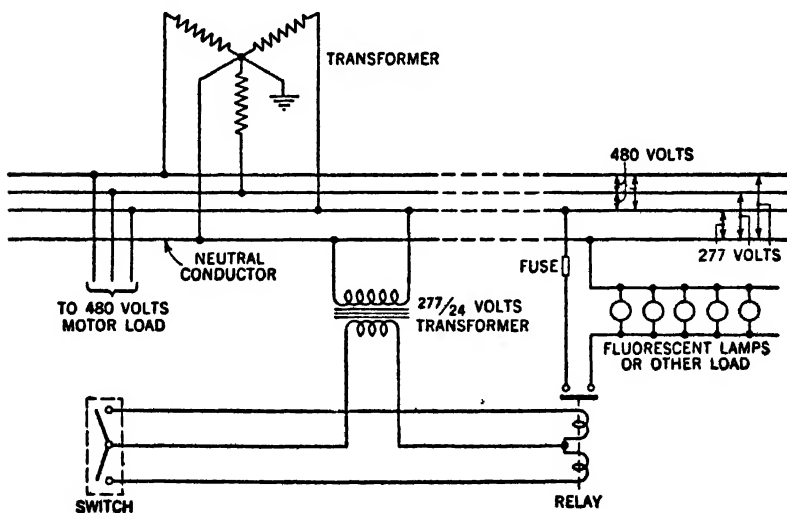 TRANSFORMER
480 VOLTS
NEUTRAL
CONDUCTOR
277 VOLTS
FUSE
TO 480 VOLTS
MOTOR LOAD
277/24 VOLTS
TRANSFORMER
FLUORESCENT LAMPS
OR OTHER LOAD
SWITCH
RELAY